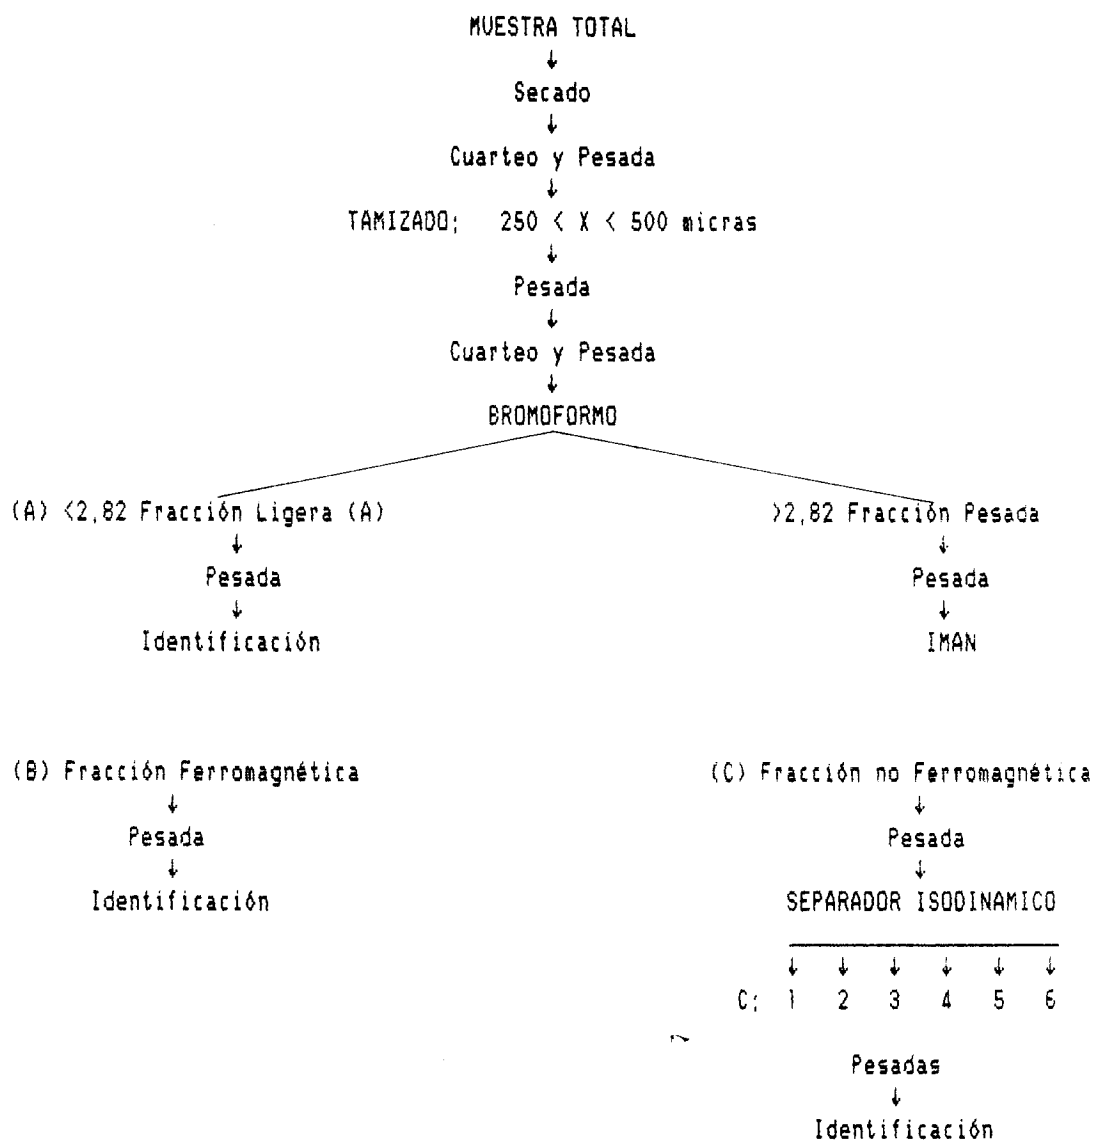 MUESTRA TOTAL
↓
Secado
↓
Cuarteo y Pesada
↓
TAMIZADO; 250 < X < 500 micras
↓
Pesada
↓
Cuarteo y Pesada
↓
BROMOFORMO
(A) <2,82 Fracción Ligera (A) >2,82 Fracción Pesada
↓ ↓
Pesada Pesada
↓ ↓
Identificación IMAN
(B) Fracción Ferromagnética (C) Fracción no Ferromagnética
↓ ↓
Pesada Pesada
↓ ↓
Identificación SEPARADOR ISODINAMICO
↓ ↓ ↓ ↓ ↓ ↓
C; 1 2 3 4 5 6
Pesadas
↓
Identificación